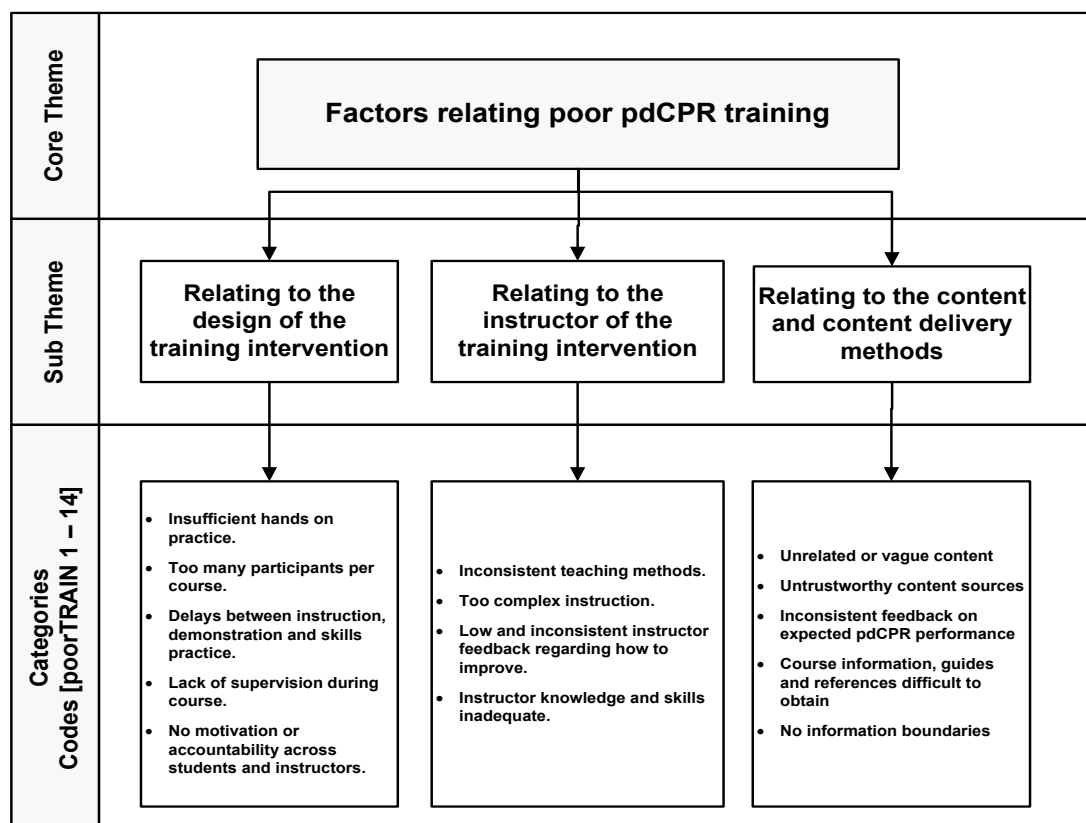 Core Theme
Factors relating poor pdCPR training
Sub Theme
Relating to the
design of the
training intervention
Relating to the
instructor of the
training intervention
Relating to the content
and content delivery
methods
Categories
Codes [poorTRAIN 1 – 14]
• Insufficient hands on
practice.
• Too many participants per
course.
• Delays between instruction,
demonstration and skills
practice.
• Lack of supervision during
course.
• No motivation or
accountability across
students and instructors.
• Inconsistent teaching methods.
• Too complex instruction.
• Low and inconsistent instructor
feedback regarding how to
improve.
• Instructor knowledge and skills
inadequate.
• Unrelated or vague content
• Untrustworthy content sources
• Inconsistent feedback on
expected pdCPR performance
• Course information, guides
and references difficult to
obtain
• No information boundaries